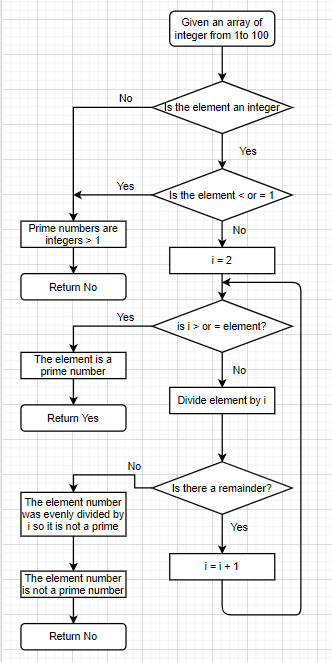 Given an array of
integer from 1to 100
No
Is the element an integer
Yes
Yes
Is the element < or = 1
Prime numbers are
integers > 1
No
i = 2
Return No
Yes
is i > or = element?
The element is a
prime number
No
Divide element by i
Return Yes
No
Is there a remainder?
The element number
was evenly divided by
i so it is not a prime
Yes
i = i + 1
The element number
is not a prime number
Return No